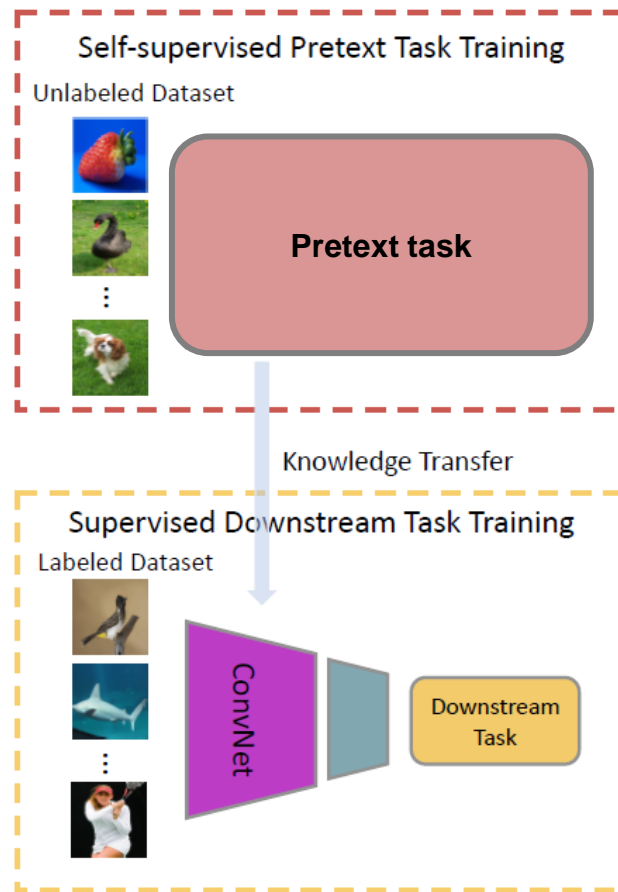 Self-supervised Pretext Task Training
Unlabeled Dataset
Pretext task
...
Knowledge Transfer
Supervised Downstream Task Training
Labeled Dataset
ConvNet
Downstream
Task
...